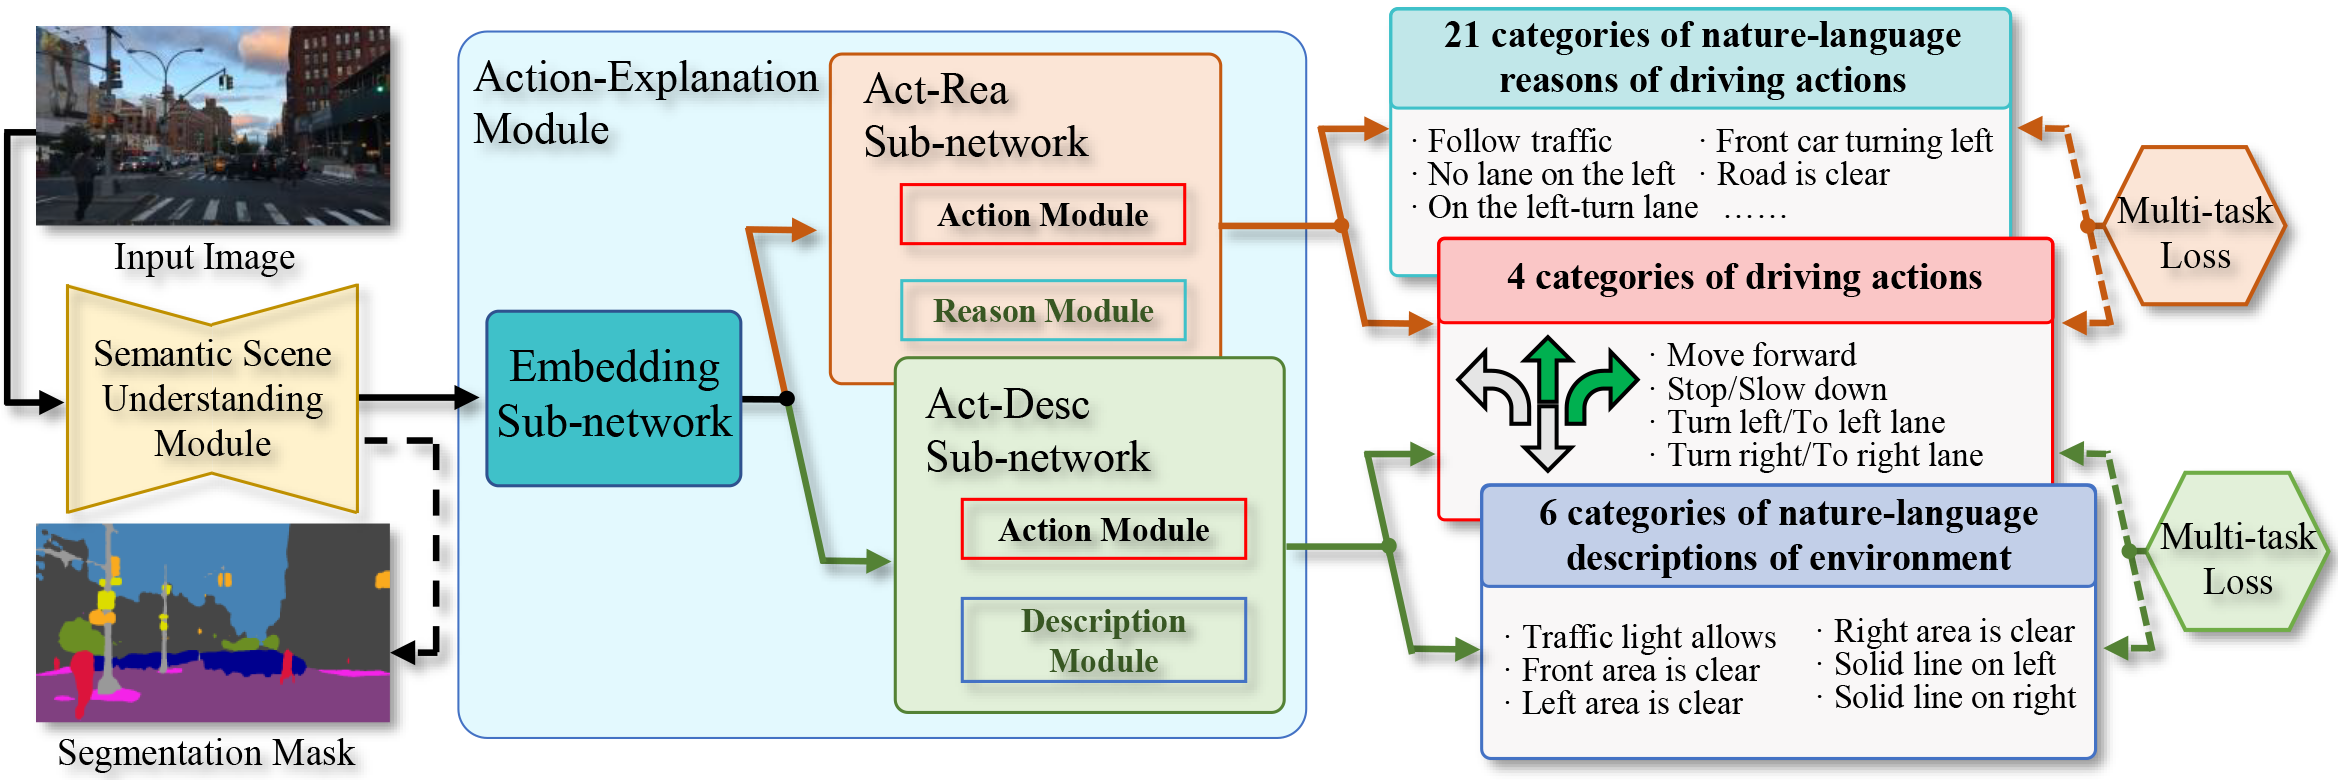 Input Image
Semantic Scene
Understanding
Module
Segmentation Mask
Action-Explanation
Module
Embedding
Sub-network
Act-Rea
Sub-network
Action Module
Reason Module
Act-Desc
Sub-network
Action Module
Description
Module
21 categories of nature-language
reasons of driving actions
· Follow traffic
· No lane on the left
· On the left-turn lane
· Front car turning left
· Road is clear
......
4 categories of driving actions
· Move forward
· Stop/Slow down
· Turn left/To left lane
· Turn right/To right lane
6 categories of nature-language
descriptions of environment
· Traffic light allows
· Front area is clear
· Left area is clear
· Right area is clear
· Solid line on left
· Solid line on right
Multi-task
Loss
Multi-task
Loss